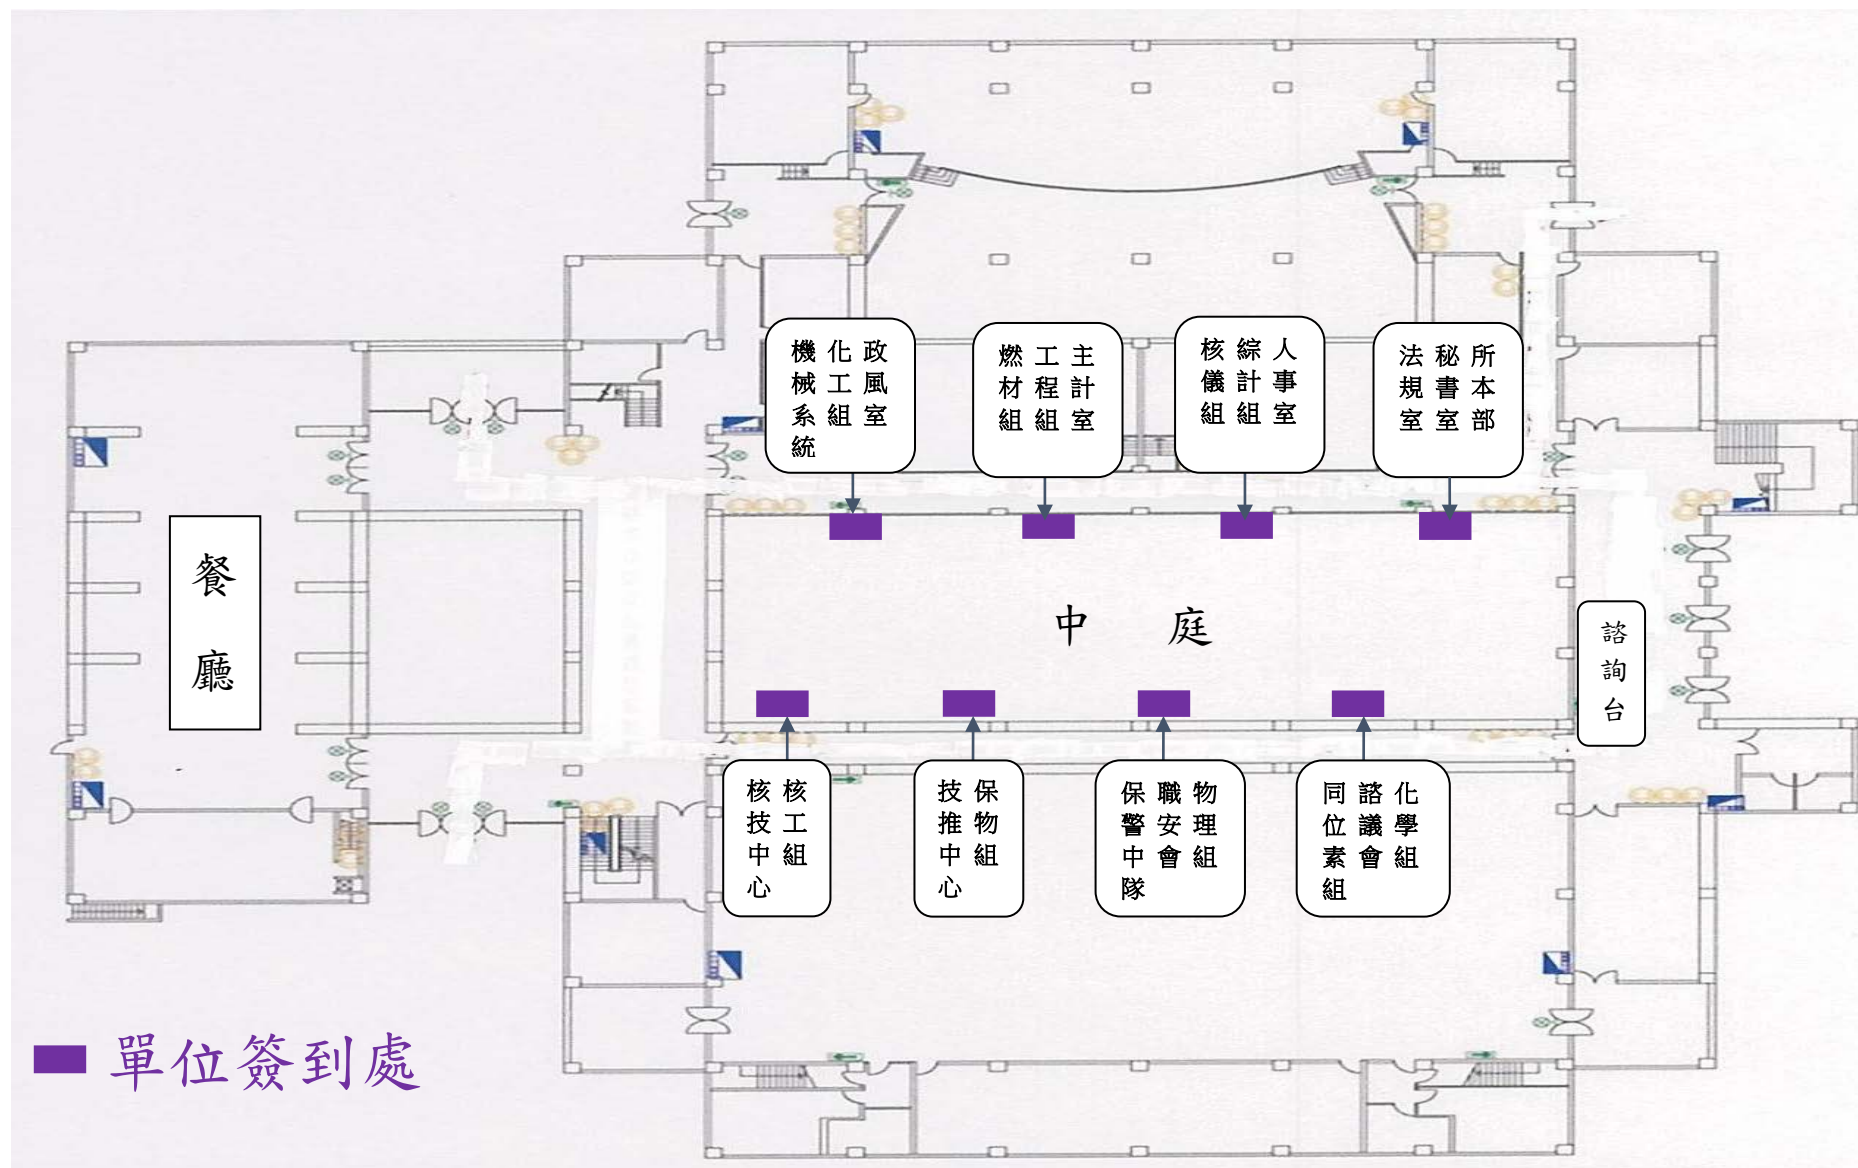 所本部
秘書室
法規室
人事室
綜計組
核儀組
主計室
工程組
燃材組
政風室
化工組
機械系統
餐廳
中庭
諮詢台
化學組
諮議會
同位素組
物理組
職安會
保警中隊
保物組
技推中心
核工組
核技中心
單位簽到處